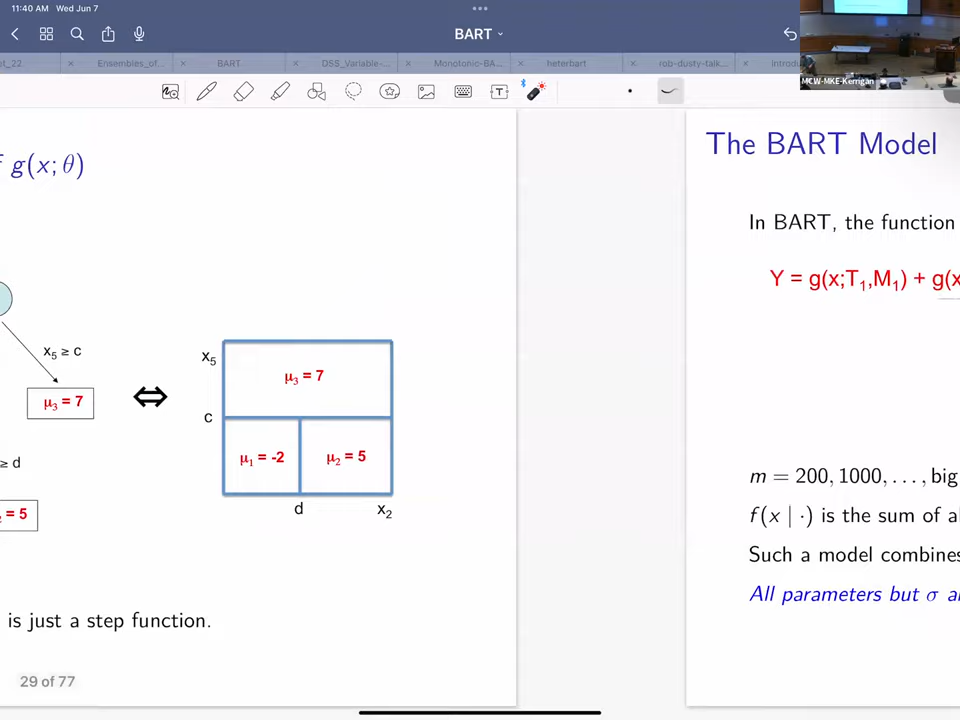 11:40 AM Wed Jun 7
BART
pt_22
Ensembles_of...
BART
DSS_Variable-...
Monotonic-BA...
heterbart
rob-dusty-talk...
Introdu
MCW-MKE-Kerrigan
f g(x; θ)
x5 ≥ c
μ3 = 7
≥ d
= 5
x5
c
μ3 = 7
μ1 = -2
μ2 = 5
d
x2
is just a step function.
29 of 77
The BART Model
In BART, the function
Y = g(x;T1,M1) + g(x
m = 200, 1000, . . . , big
f(x | ·) is the sum of al
Such a model combines
All parameters but σ a